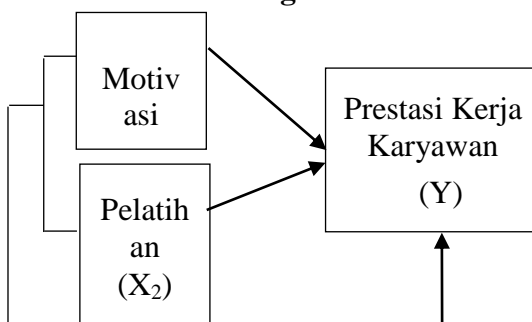 g
Motiv
asi
Pelatih
an
(X₂)
Prestasi Kerja
Karyawan
(Y)